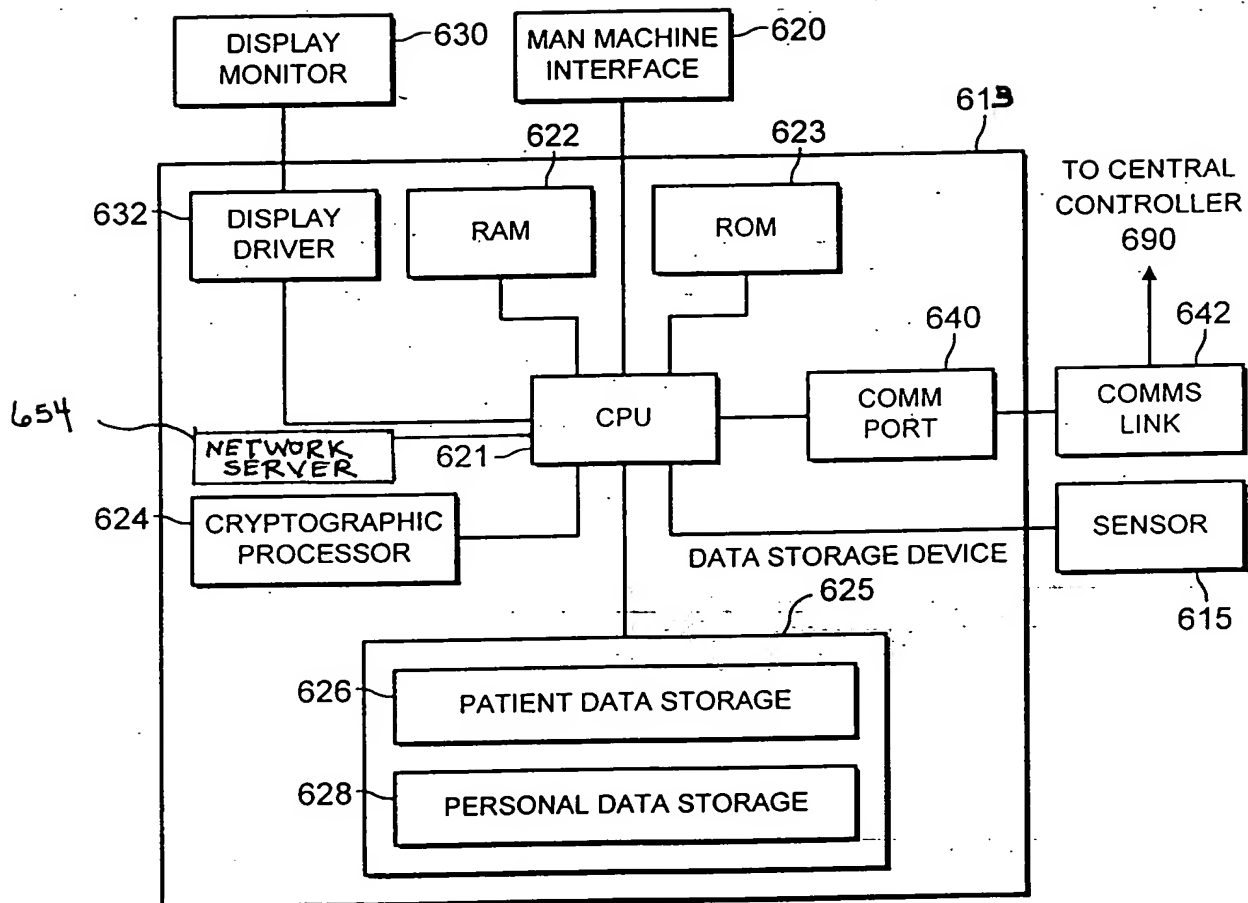 DISPLAY
MONITOR
630
MAN MACHINE
INTERFACE
620
613
622
623
TO CENTRAL
CONTROLLER
690
632
DISPLAY
DRIVER
RAM
ROM
640
642
654
NETWORK
SERVER
CPU
621
COMM
PORT
COMMS
LINK
624
CRYPTOGRAPHIC
PROCESSOR
DATA STORAGE DEVICE
625
SENSOR
615
626
PATIENT DATA STORAGE
628
PERSONAL DATA STORAGE